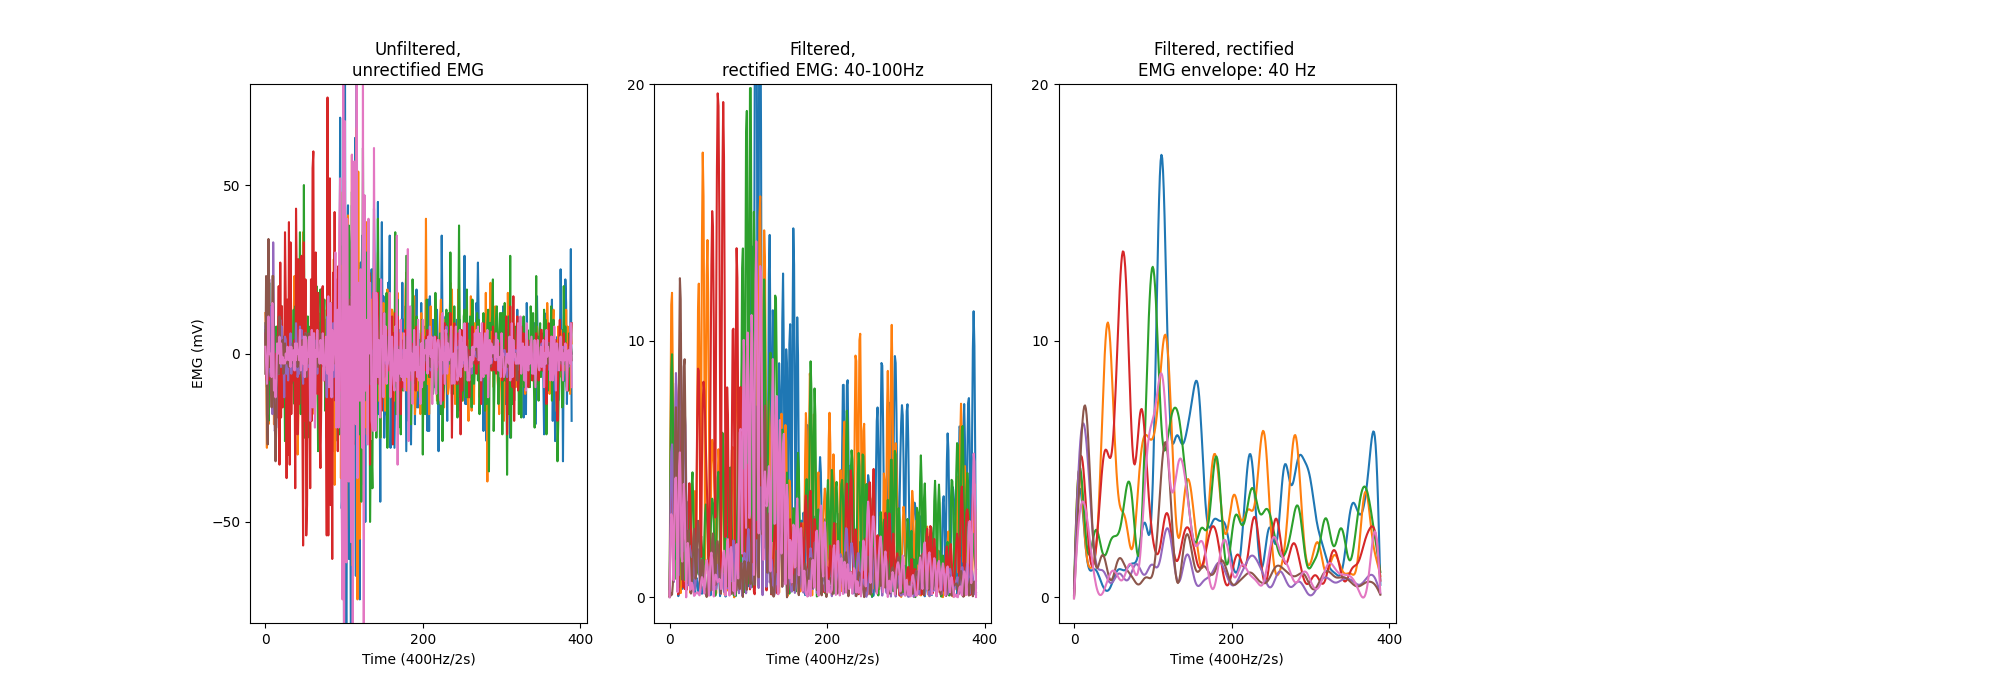 Unfiltered,
unrectified EMG
EMG (mV)
50
0
−50
0 200 400
Time (400Hz/2s)
Filtered,
rectified EMG: 40-100Hz
20
10
0
0 200 400
Time (400Hz/2s)
Filtered, rectified
EMG envelope: 40 Hz
20
10
0
0 200 400
Time (400Hz/2s)